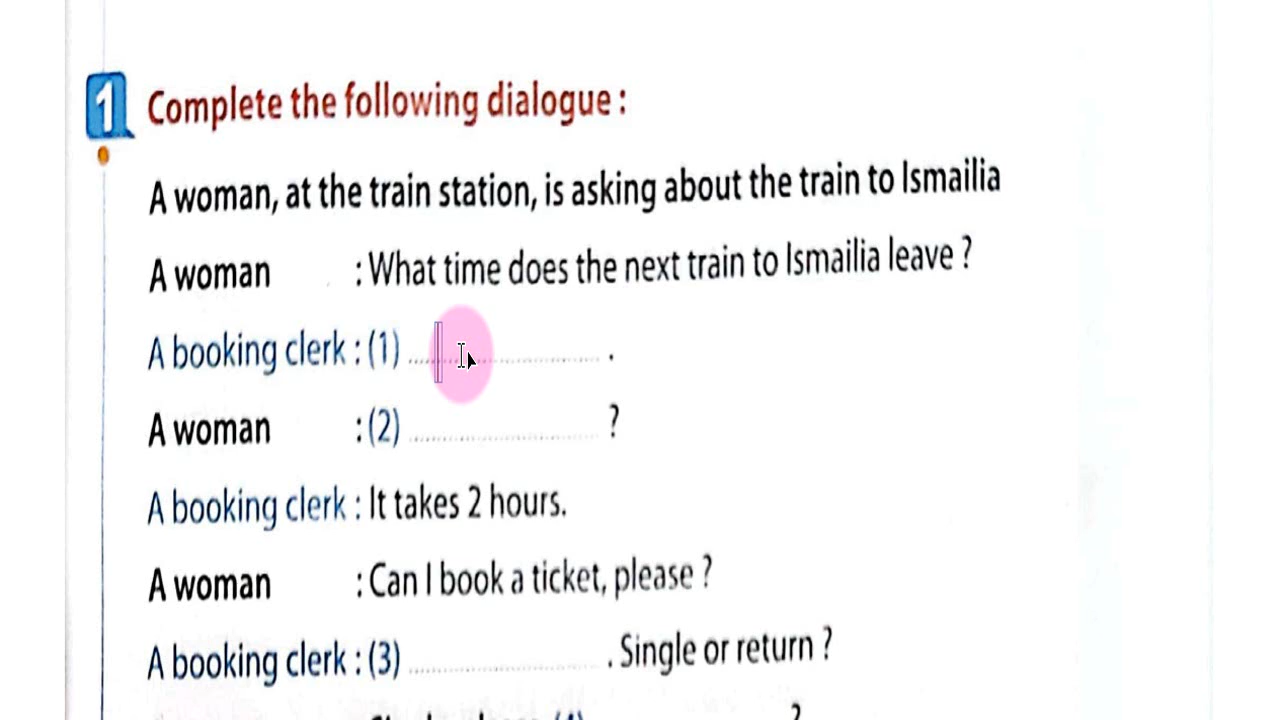 1 Complete the following dialogue :
A woman, at the train station, is asking about the train to Ismailia
A woman : What time does the next train to Ismailia leave ?
A booking clerk : (1) .................... .
A woman : (2) .................... ?
A booking clerk : It takes 2 hours.
A woman : Can I book a ticket, please ?
A booking clerk : (3) .................... . Single or return ?